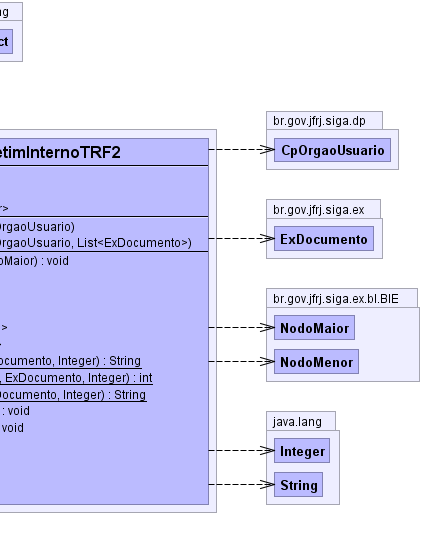 ng
ct
br.gov.jfrj.siga.dp
CpOrgaoUsuario
etimInternoTRF2
r>
OrgaoUsuario)
OrgaoUsuario, List<ExDocumento>)
oMaior) : void
br.gov.jfrj.siga.ex
ExDocumento
br.gov.jfrj.siga.ex.bl.BIE
NodoMaior
NodoMenor
>
ocumento, Integer) : String
, ExDocumento, Integer) : int
Documento, Integer) : String
: void
void
java.lang
Integer
String